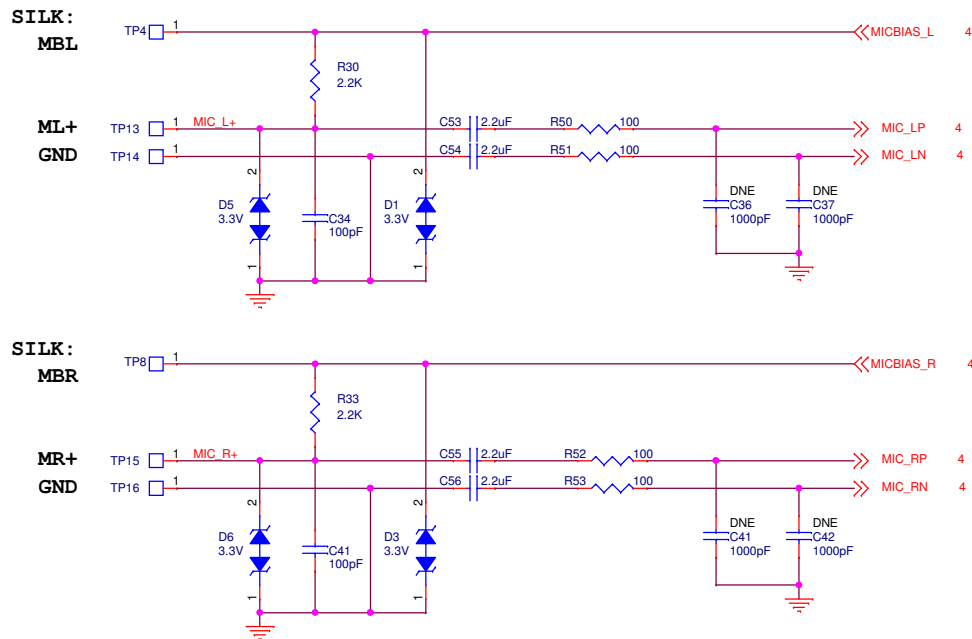 SILK:
MBL
TP4
1
MICBIAS_L 4
R30
2.2K
ML+
TP13
1
MIC_L+
C53
2.2uF
R50
100
MIC_LP 4
GND
TP14
1
C54
2.2uF
R51
100
MIC_LN 4
2
D5
3.3V
1
C34
100pF
2
D1
3.3V
1
DNE
C36
1000pF
DNE
C37
1000pF
SILK:
MBR
TP8
1
MICBIAS_R 4
R33
2.2K
MR+
TP15
1
MIC_R+
C55
2.2uF
R52
100
MIC_RP 4
GND
TP16
1
C56
2.2uF
R53
100
MIC_RN 4
2
D6
3.3V
1
C41
100pF
2
D3
3.3V
1
DNE
C41
1000pF
DNE
C42
1000pF